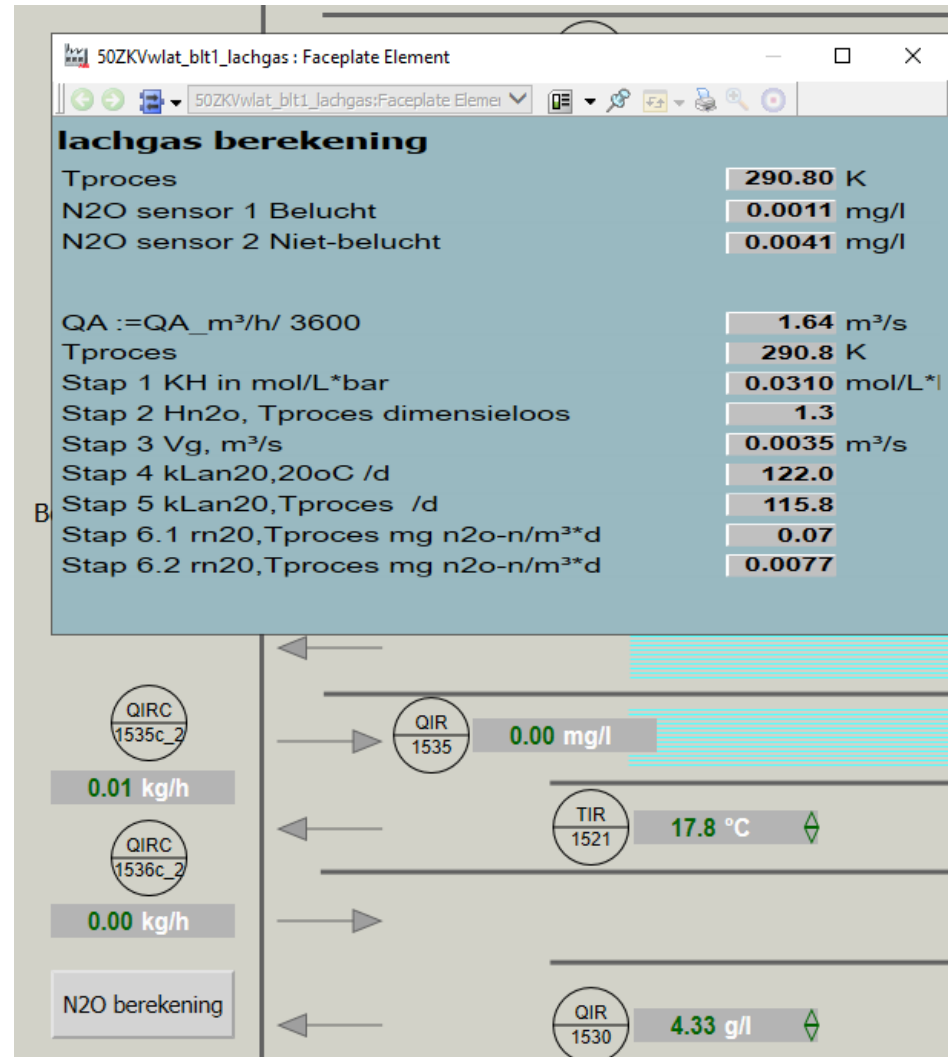 50ZKVwlat_blt1_lachgas : Faceplate Element
50ZKVwlat_blt1_lachgas:Faceplate Elemer
lachgas berekening
Tproces 290.80 K
N2O sensor 1 Belucht 0.0011 mg/l
N2O sensor 2 Niet-belucht 0.0041 mg/l
QA :=QA_m³/h/ 3600 1.64 m³/s
Tproces 290.8 K
Stap 1 KH in mol/L*bar 0.0310 mol/L*
Stap 2 Hn2o, Tproces dimensieloos 1.3
Stap 3 Vg, m³/s 0.0035 m³/s
Stap 4 kLan20,20oC /d 122.0
Stap 5 kLan20,Tproces /d 115.8
Stap 6.1 rn20,Tproces mg n2o-n/m³*d 0.07
Stap 6.2 rn20,Tproces mg n2o-n/m³*d 0.0077
QIRC
1535c_2
0.01 kg/h
QIR
1535
0.00 mg/l
TIR
1521
17.8 °C
QIRC
1536c_2
0.00 kg/h
N2O berekening
QIR
1530
4.33 g/l